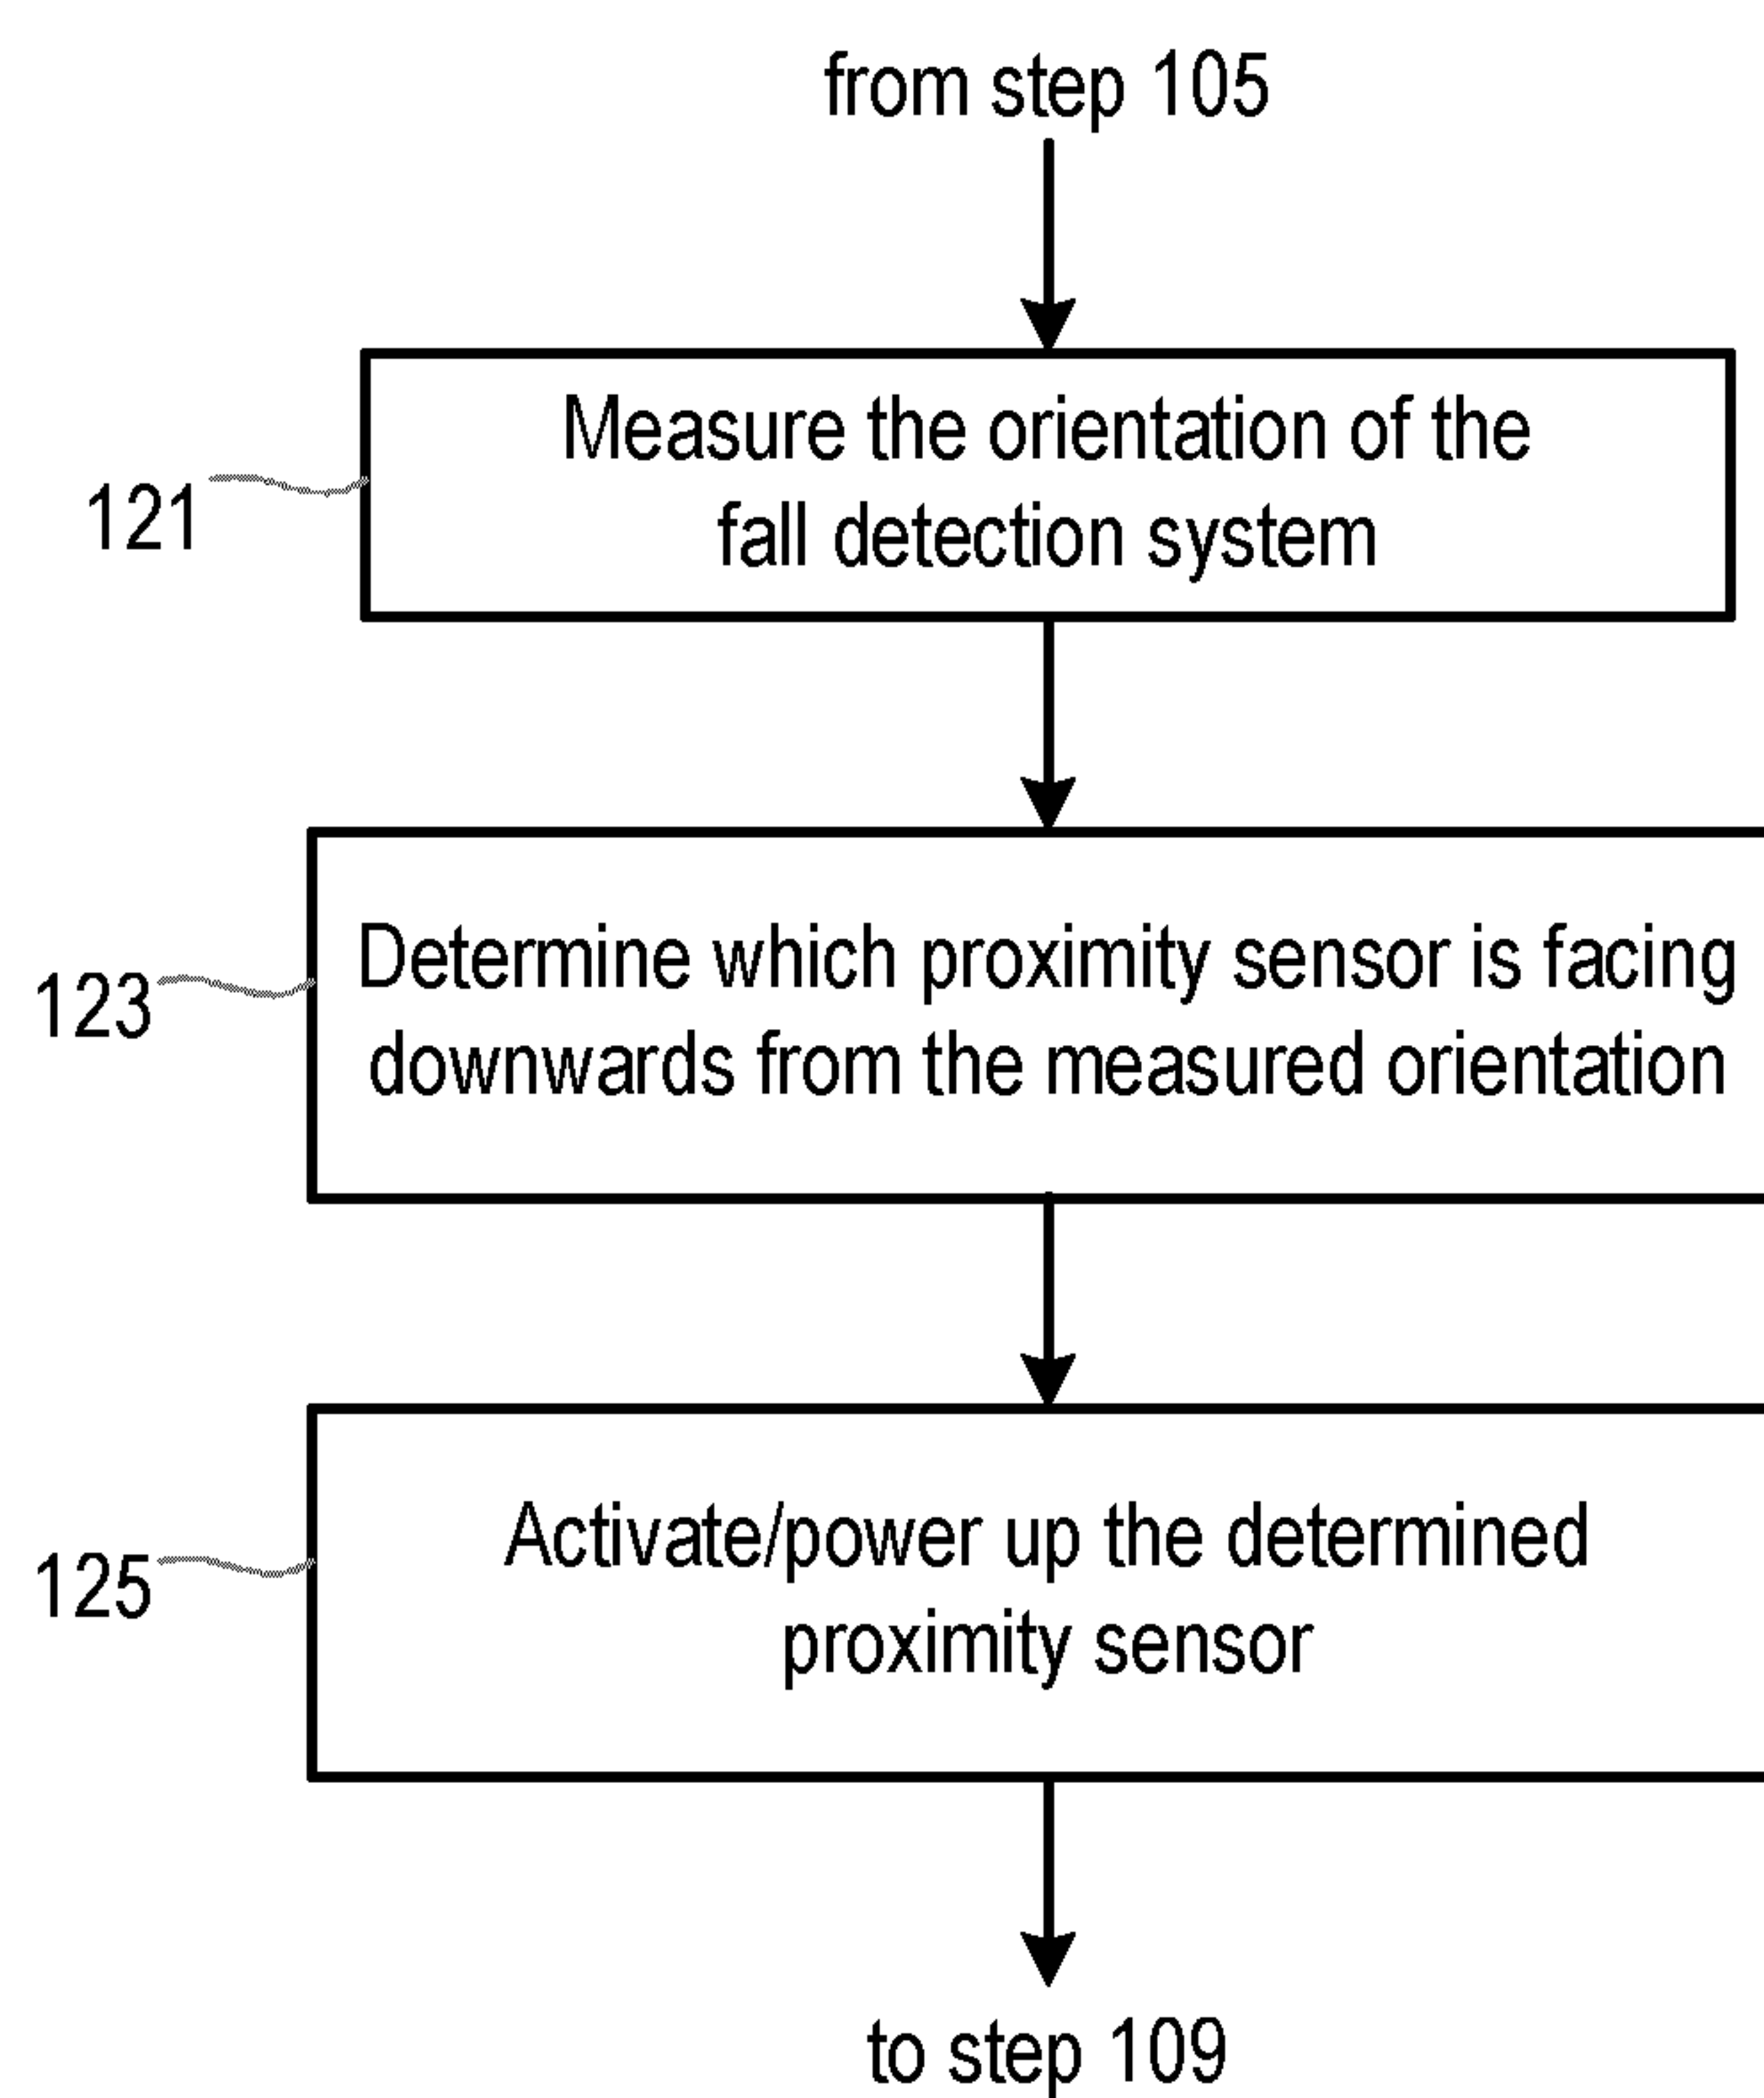 from step 105
Measure the orientation of the
fall detection system
121
Determine which proximity sensor is facing
downwards from the measured orientation
123
Activate/power up the determined
proximity sensor
125
to step 109